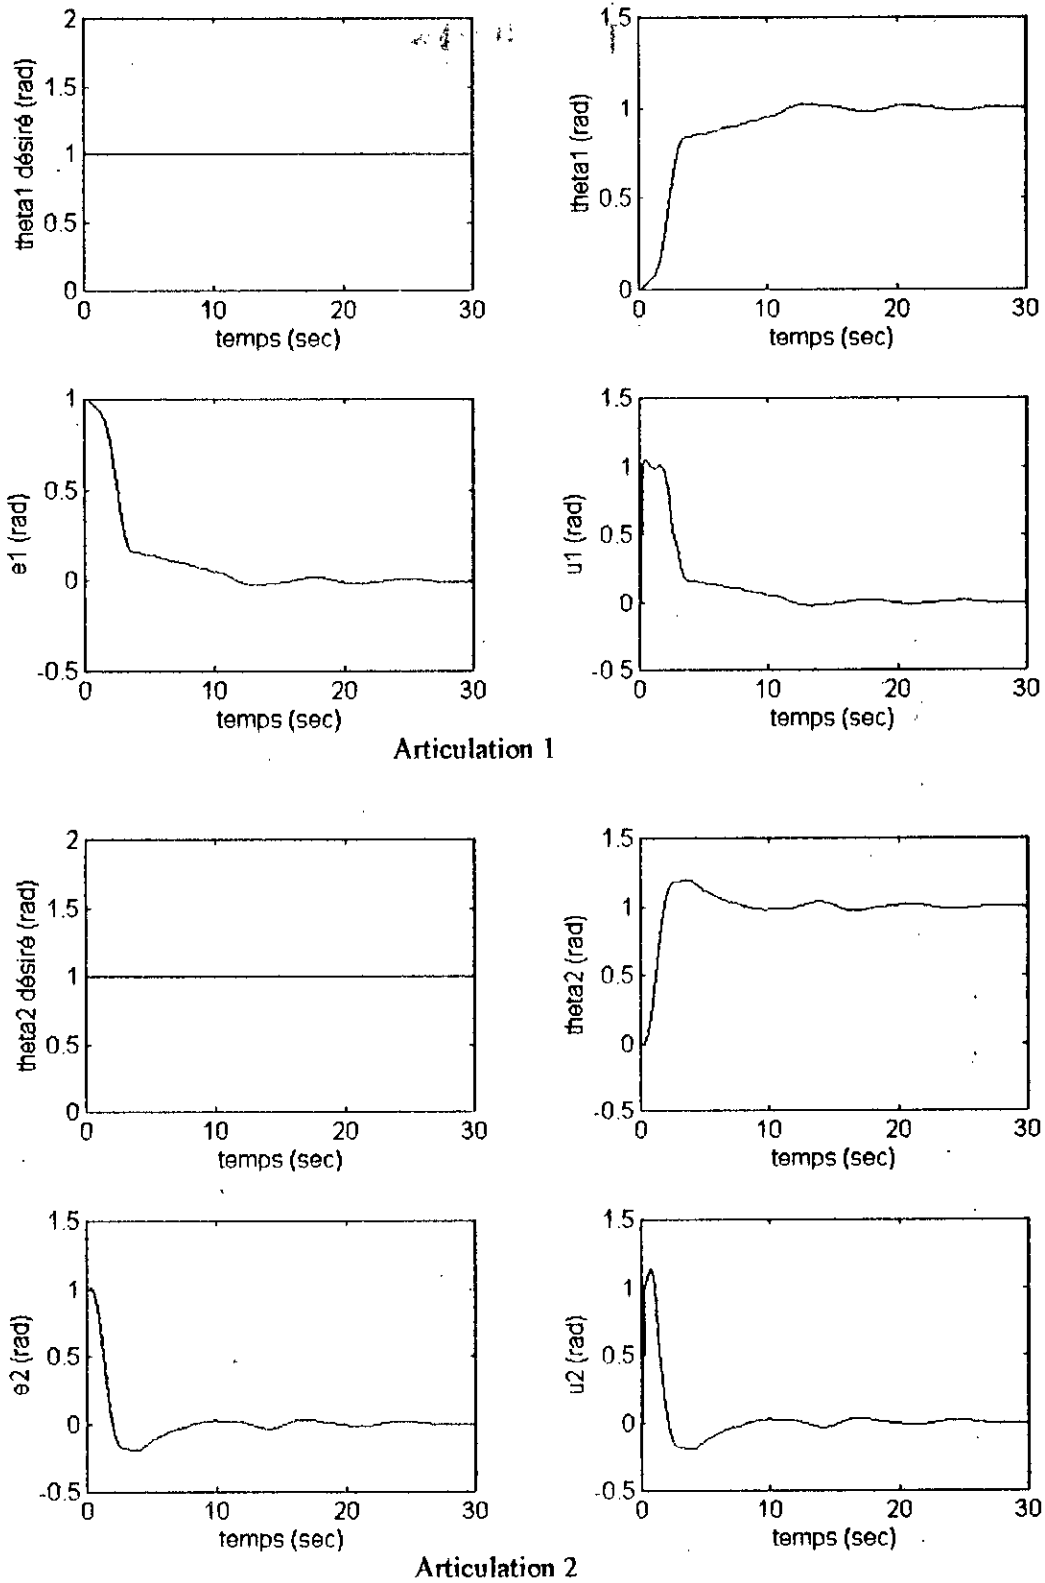 theta1 désiré (rad)
2
1.5
1
0.5
0
0 10 20 30
temps (sec)
theta1 (rad)
1.5
1
0.5
0
0 10 20 30
temps (sec)
e1 (rad)
1
0.5
0
-0.5
0 10 20 30
temps (sec)
u1 (rad)
1.5
1
0.5
0
-0.5
0 10 20 30
temps (sec)
Articulation 1
theta2 désiré (rad)
2
1.5
1
0.5
0
0 10 20 30
temps (sec)
theta2 (rad)
1.5
1
0.5
0
-0.5
0 10 20 30
temps (sec)
e2 (rad)
1.5
1
0.5
0
-0.5
0 10 20 30
temps (sec)
u2 (rad)
1.5
1
0.5
0
-0.5
0 10 20 30
temps (sec)
Articulation 2